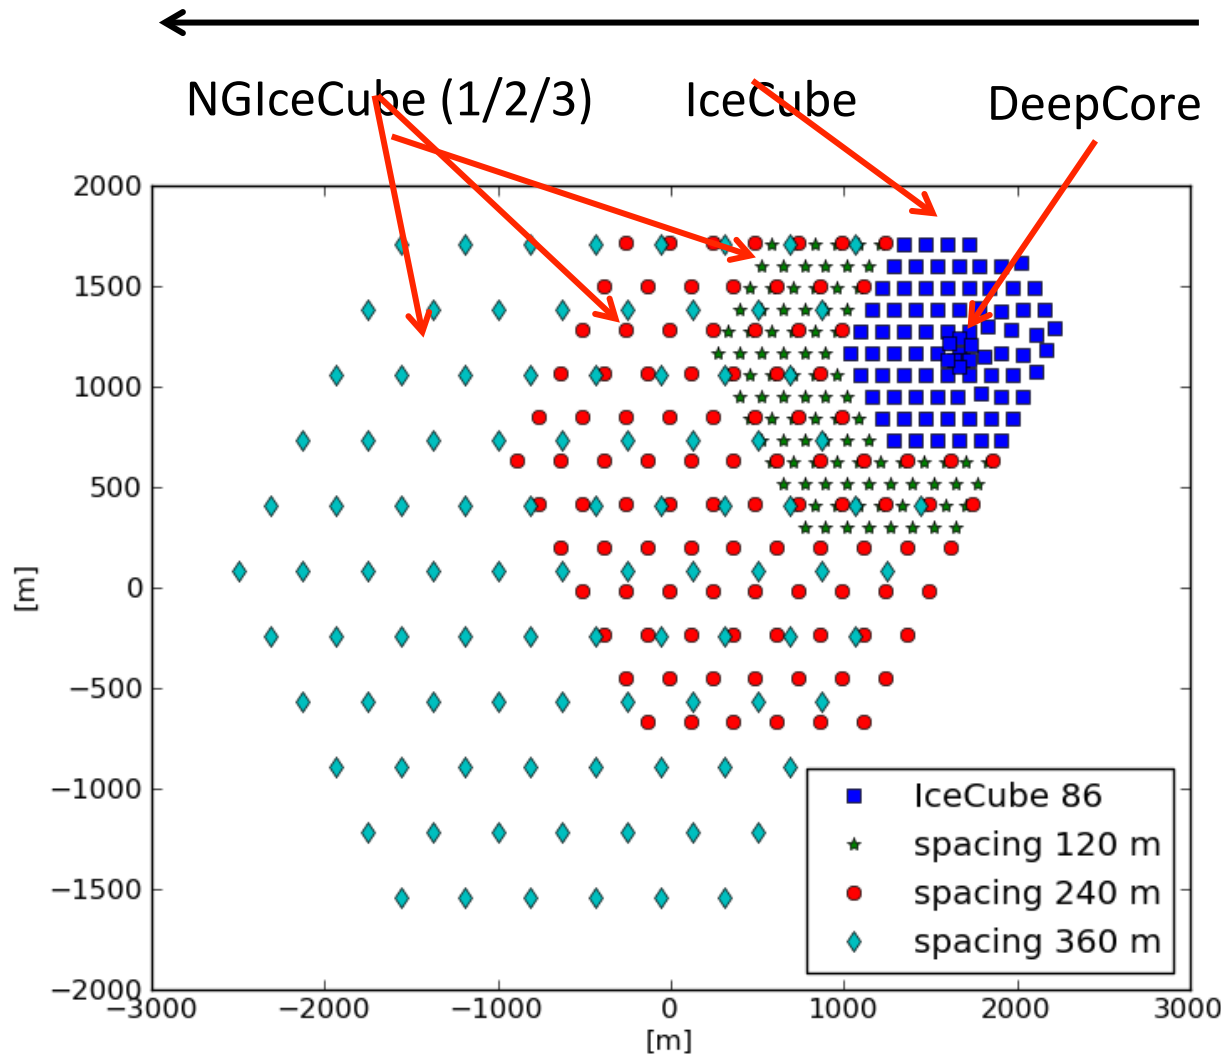 NGIceCube (1/2/3) IceCube DeepCore
2000
1500
1000
500
0
−500
−1000
−1500
−2000
[m]
−3000 −2000 −1000 0 1000 2000 3000
[m]
IceCube 86
spacing 120 m
spacing 240 m
spacing 360 m